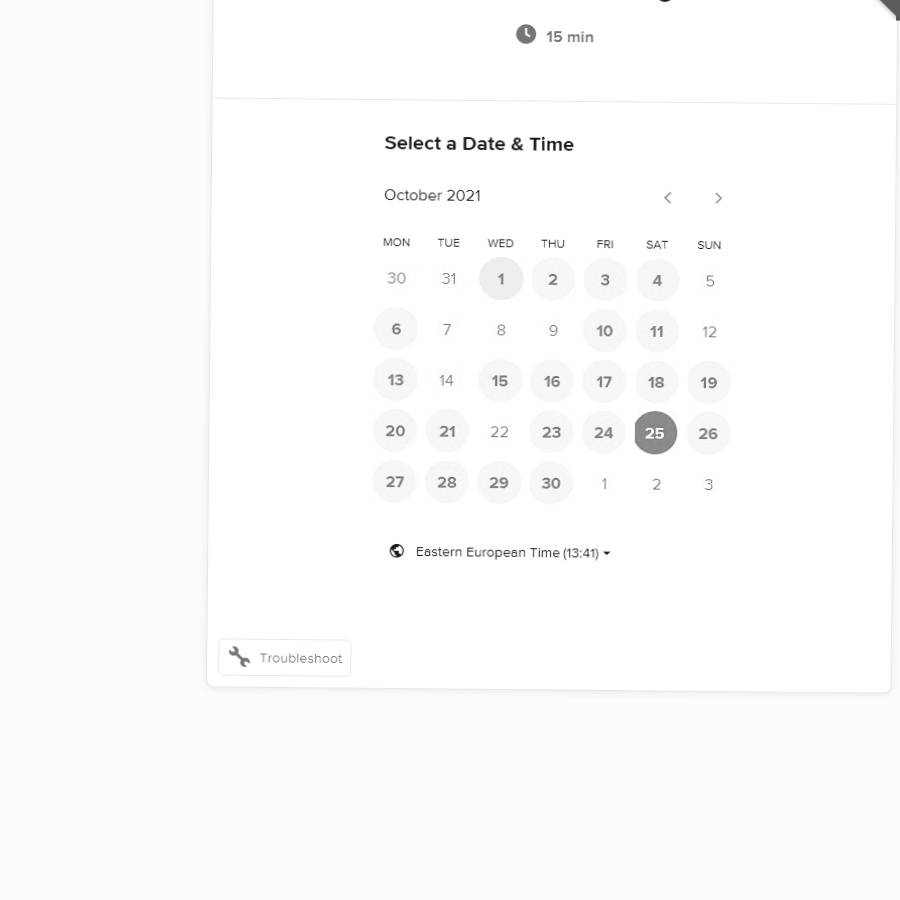 15 min
Select a Date & Time
October 2021
MON TUE WED THU FRI SAT SUN
30 31 1 2 3 4 5
6 7 8 9 10 11 12
13 14 15 16 17 18 19
20 21 22 23 24 25 26
27 28 29 30 1 2 3
Eastern European Time (13:41)
Troubleshoot